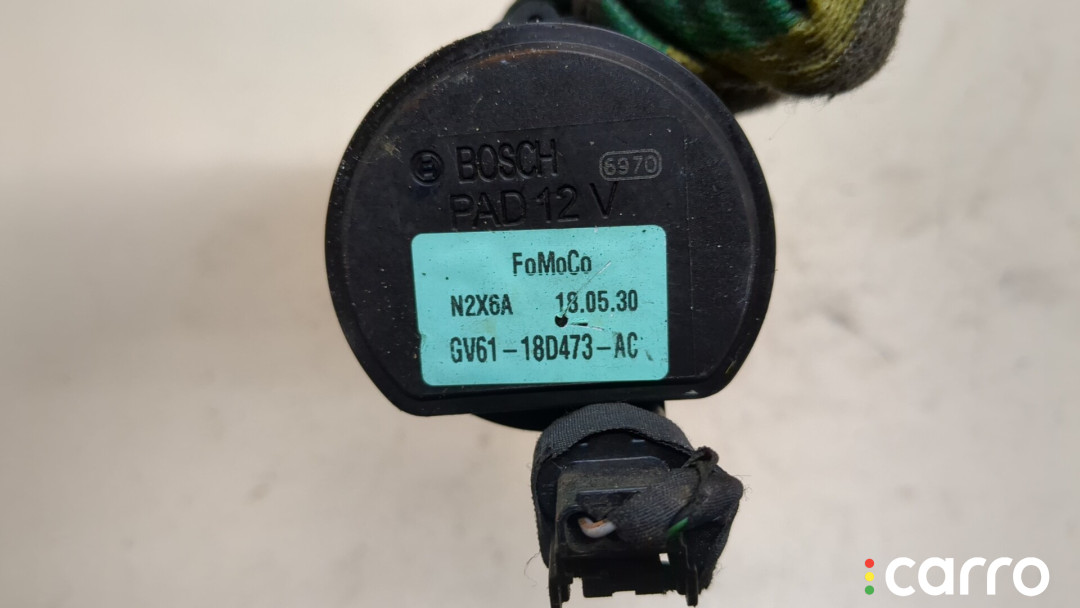 BOSCH 6970
PAD 12 V
FoMoCo
N2X6A 18.05.30
GV61-18D473-AC
carro